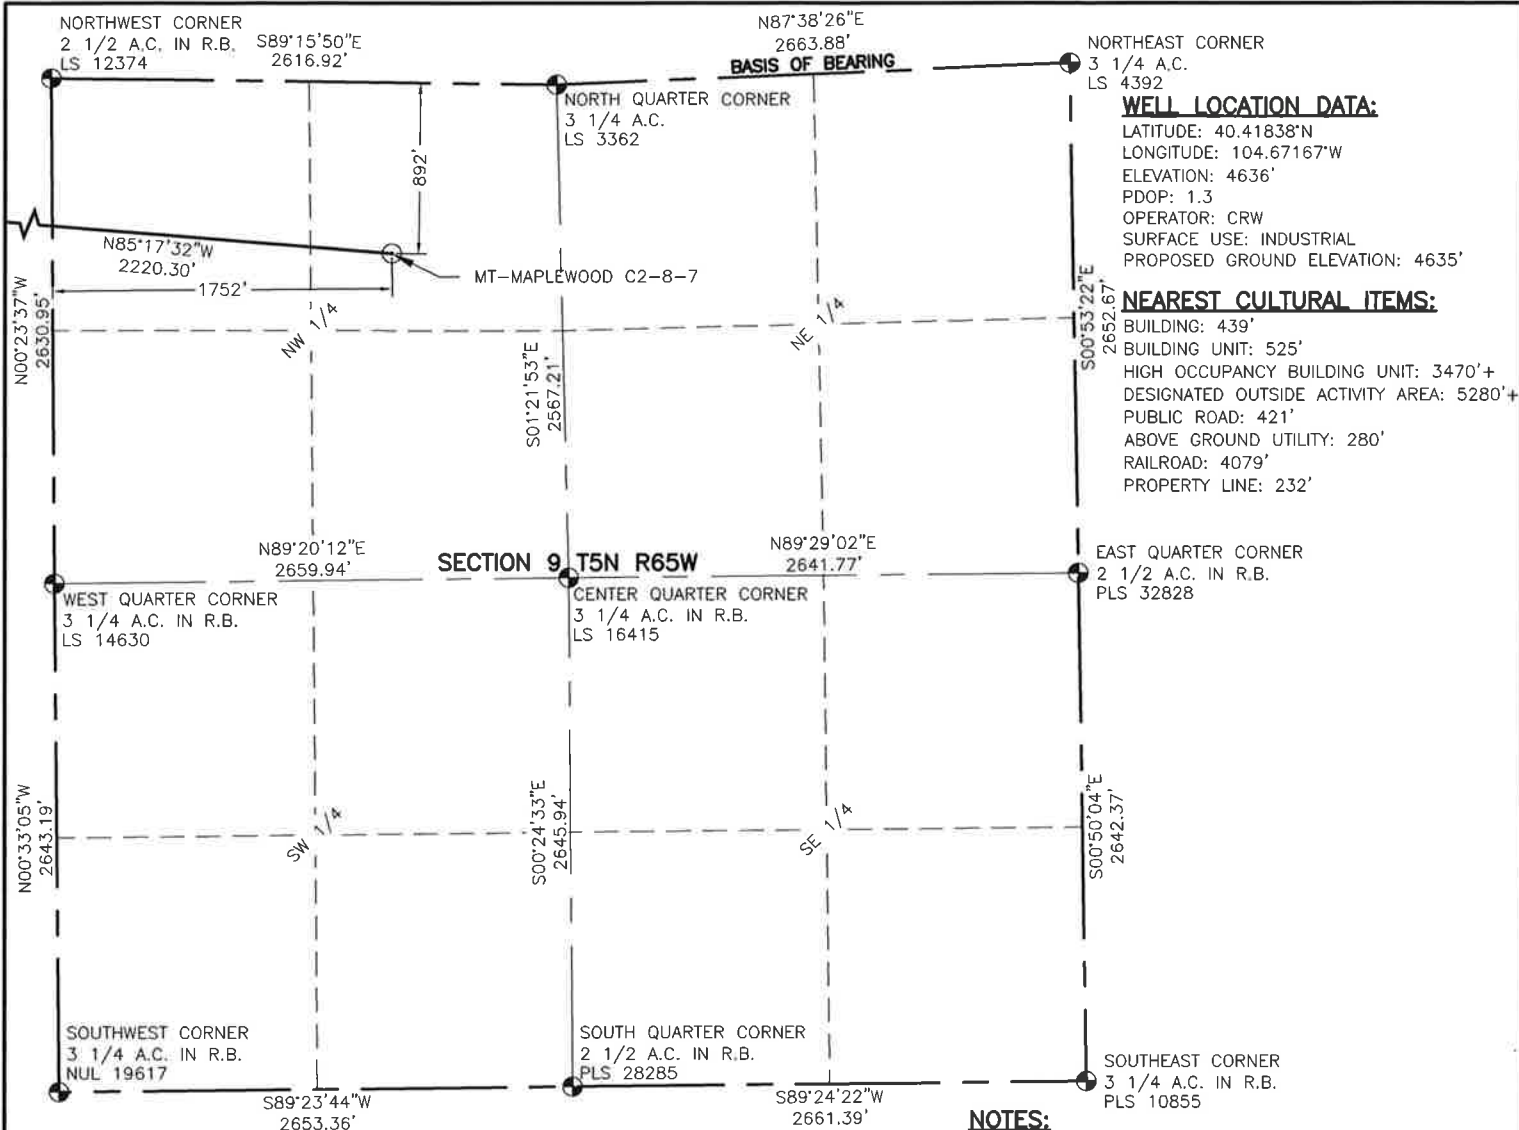 NORTHWEST CORNER
2 1/2 A.C. IN R.B.
LS 12374
S89°15'50"E
2616.92'
N87°38'26"E
2663.88'
BASIS OF BEARING
NORTHEAST CORNER
3 1/4 A.C.
LS 4392
NORTH QUARTER CORNER
3 1/4 A.C.
LS 3362
WELL LOCATION DATA:
LATITUDE: 40.41838°N
LONGITUDE: 104.67167°W
ELEVATION: 4636'
PDOP: 1.3
OPERATOR: CRW
SURFACE USE: INDUSTRIAL
PROPOSED GROUND ELEVATION: 4635'
892'
N85°17'32"W
2220.30'
1752'
MT-MAPLEWOOD C2-8-7
NEAREST CULTURAL ITEMS:
BUILDING: 439'
BUILDING UNIT: 525'
HIGH OCCUPANCY BUILDING UNIT: 3470'+
DESIGNATED OUTSIDE ACTIVITY AREA: 5280'+
PUBLIC ROAD: 421'
ABOVE GROUND UTILITY: 280'
RAILROAD: 4079'
PROPERTY LINE: 232'
N00°23'37"W
2630.95'
NW 1/4
S01°21'53"E
2567.21'
NE 1/4
S00°53'22"E
2652.67'
N89°20'12"E
2659.94'
SECTION 9 T5N R65W
N89°29'02"E
2641.77'
EAST QUARTER CORNER
2 1/2 A.C. IN R.B.
PLS 32828
WEST QUARTER CORNER
3 1/4 A.C. IN R.B.
LS 14630
CENTER QUARTER CORNER
3 1/4 A.C. IN R.B.
LS 16415
N00°33'05"W
2643.19'
SW 1/4
S00°24'33"E
2645.94'
SE 1/4
S00°50'04"E
2642.37'
SOUTHWEST CORNER
3 1/4 A.C. IN R.B.
NUL 19617
SOUTH QUARTER CORNER
2 1/2 A.C. IN R.B.
PLS 28285
SOUTHEAST CORNER
3 1/4 A.C. IN R.B.
PLS 10855
S89°23'44"W
2653.36'
S89°24'22"W
2661.39'
NOTES: